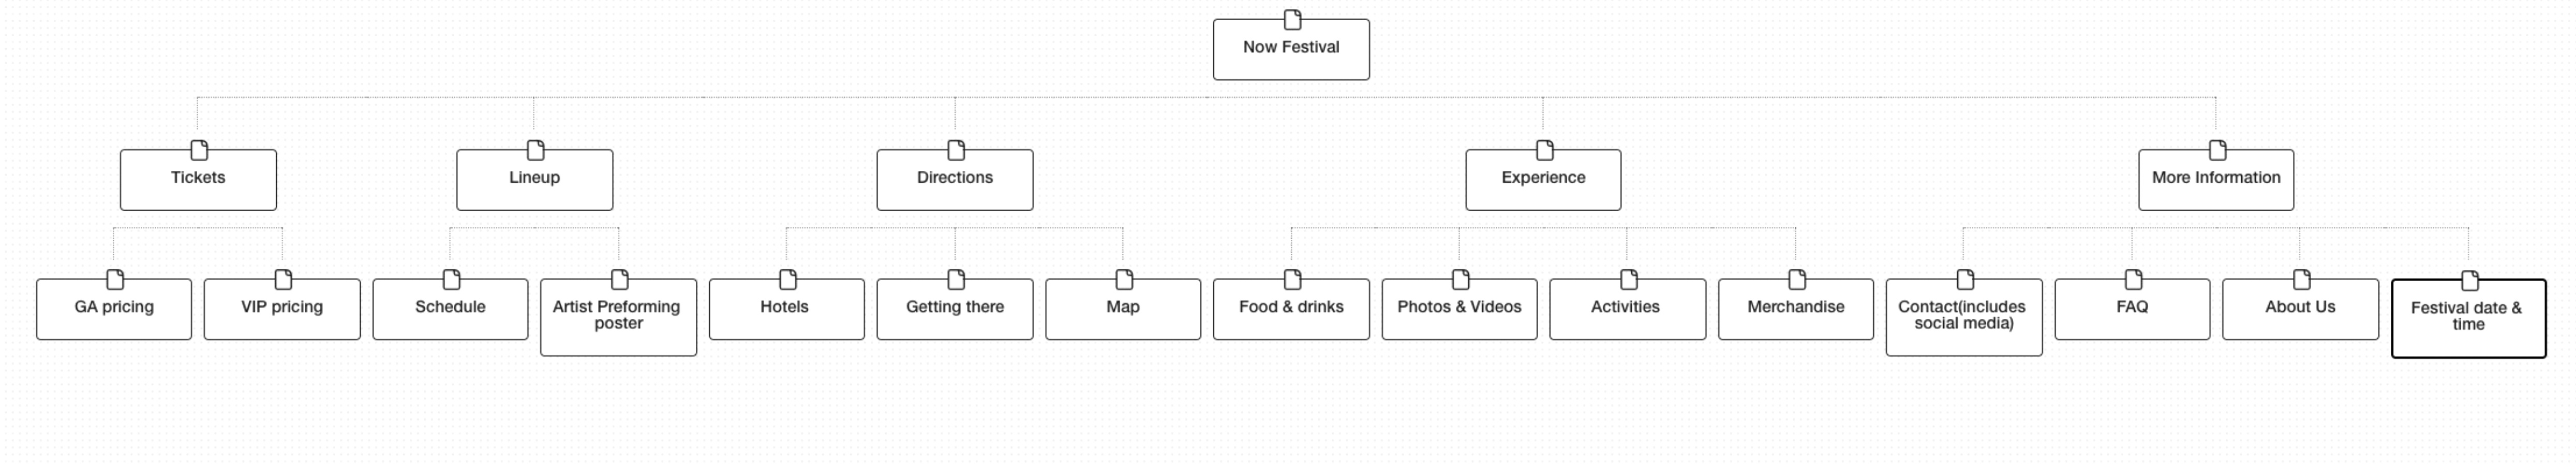 Now Festival
Tickets
Lineup
Directions
Experience
More Information
GA pricing
VIP pricing
Schedule
Artist Preforming
poster
Hotels
Getting there
Map
Food & drinks
Photos & Videos
Activities
Merchandise
Contact(includes
social media)
FAQ
About Us
Festival date &
time